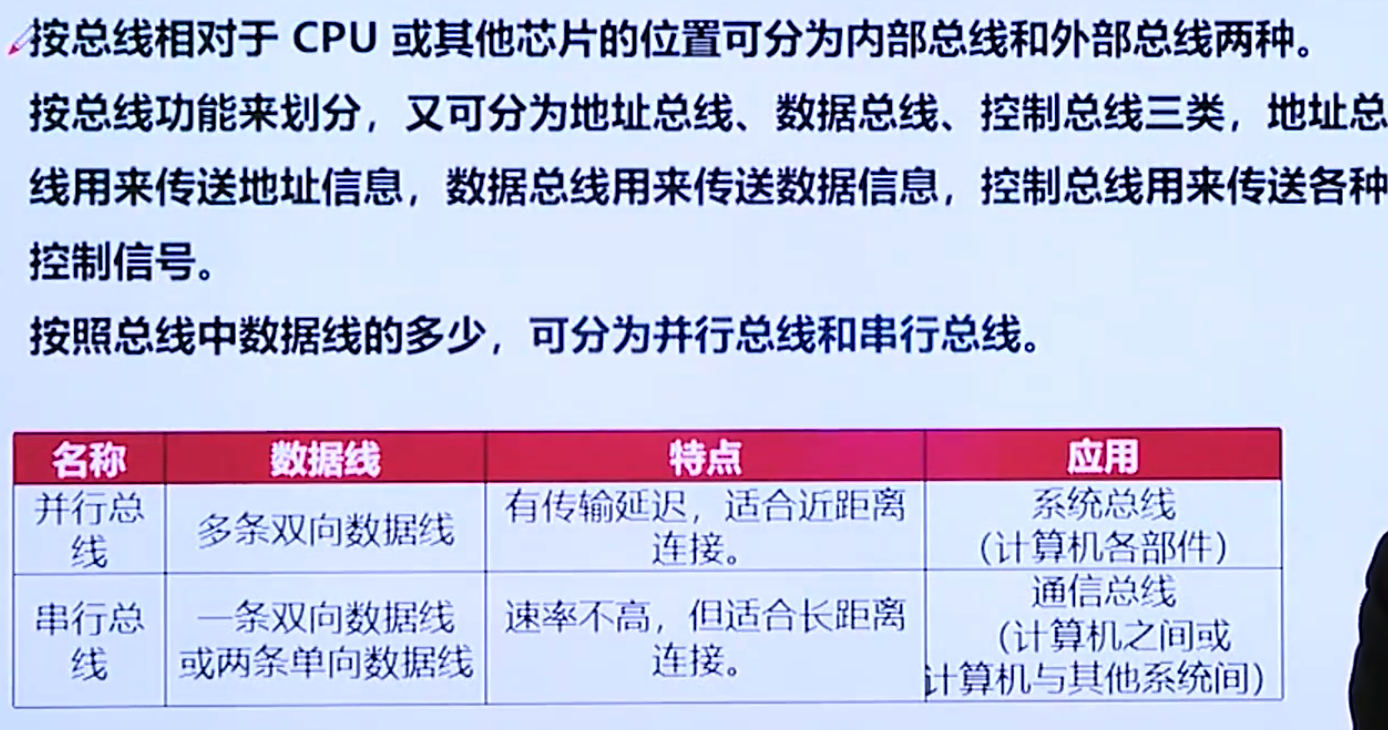 按总线相对于 CPU 或其他芯片的位置可分为内部总线和外部总线两种。
按总线功能来划分，又可分为地址总线、数据总线、控制总线三类，地址总
线用来传送地址信息，数据总线用来传送数据信息，控制总线用来传送各种
控制信号。
按照总线中数据线的多少，可分为并行总线和串行总线。
名称 数据线 特点 应用
并行总
线
多条双向数据线
有传输延迟，适合近距离
连接。
系统总线
（计算机各部件）
串行总
线
一条双向数据线
或两条单向数据线
速率不高，但适合长距离
连接。
通信总线
（计算机之间或
计算机与其他系统间）